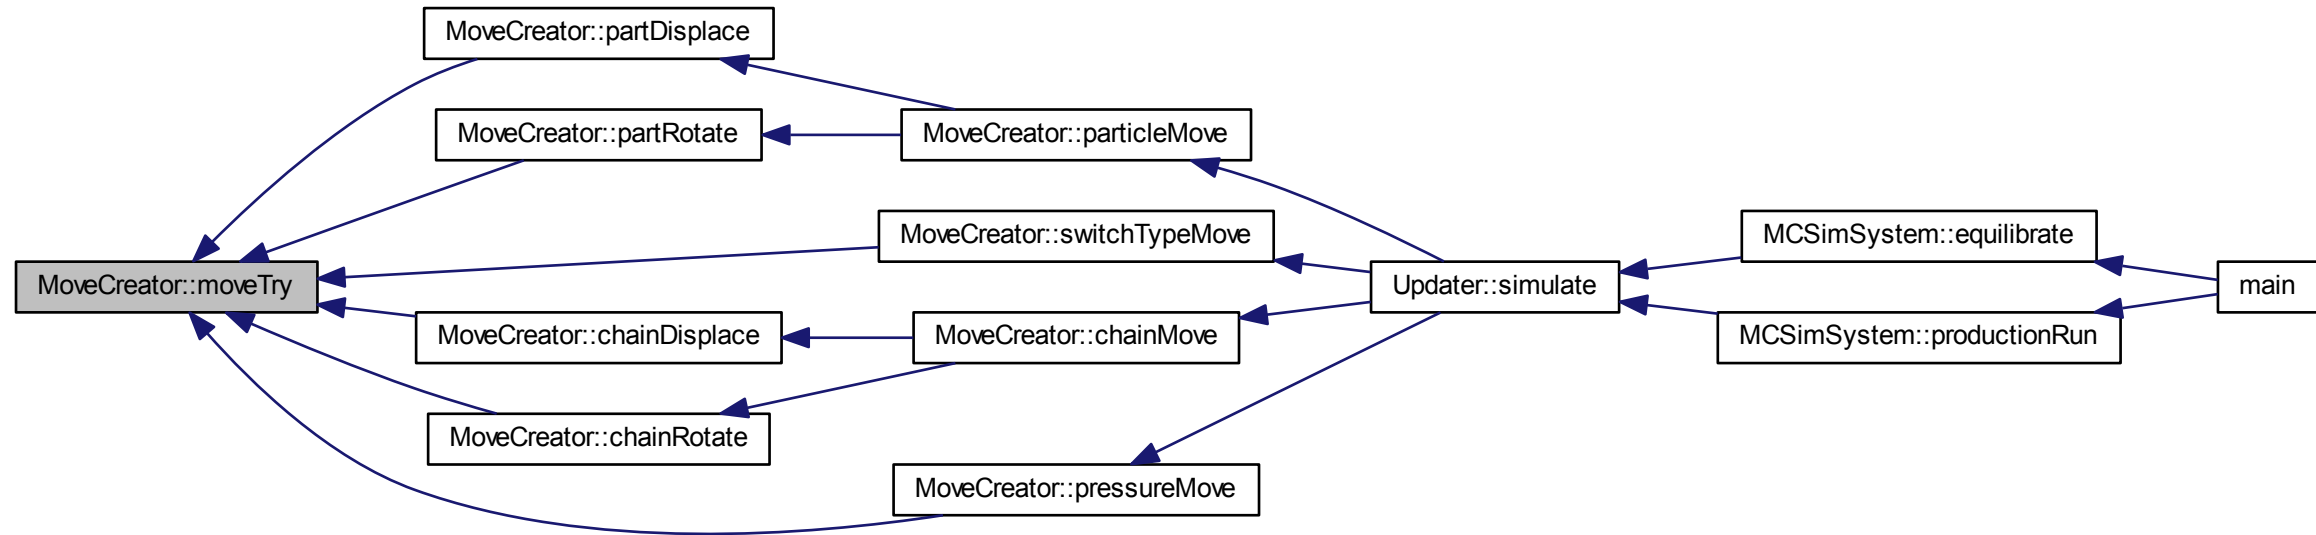 MoveCreator::partDisplace
MoveCreator::partRotate
MoveCreator::particleMove
MoveCreator::switchTypeMove
MCSimSystem::equilibrate
MoveCreator::moveTry
Updater::simulate
main
MoveCreator::chainDisplace
MoveCreator::chainMove
MCSimSystem::productionRun
MoveCreator::chainRotate
MoveCreator::pressureMove